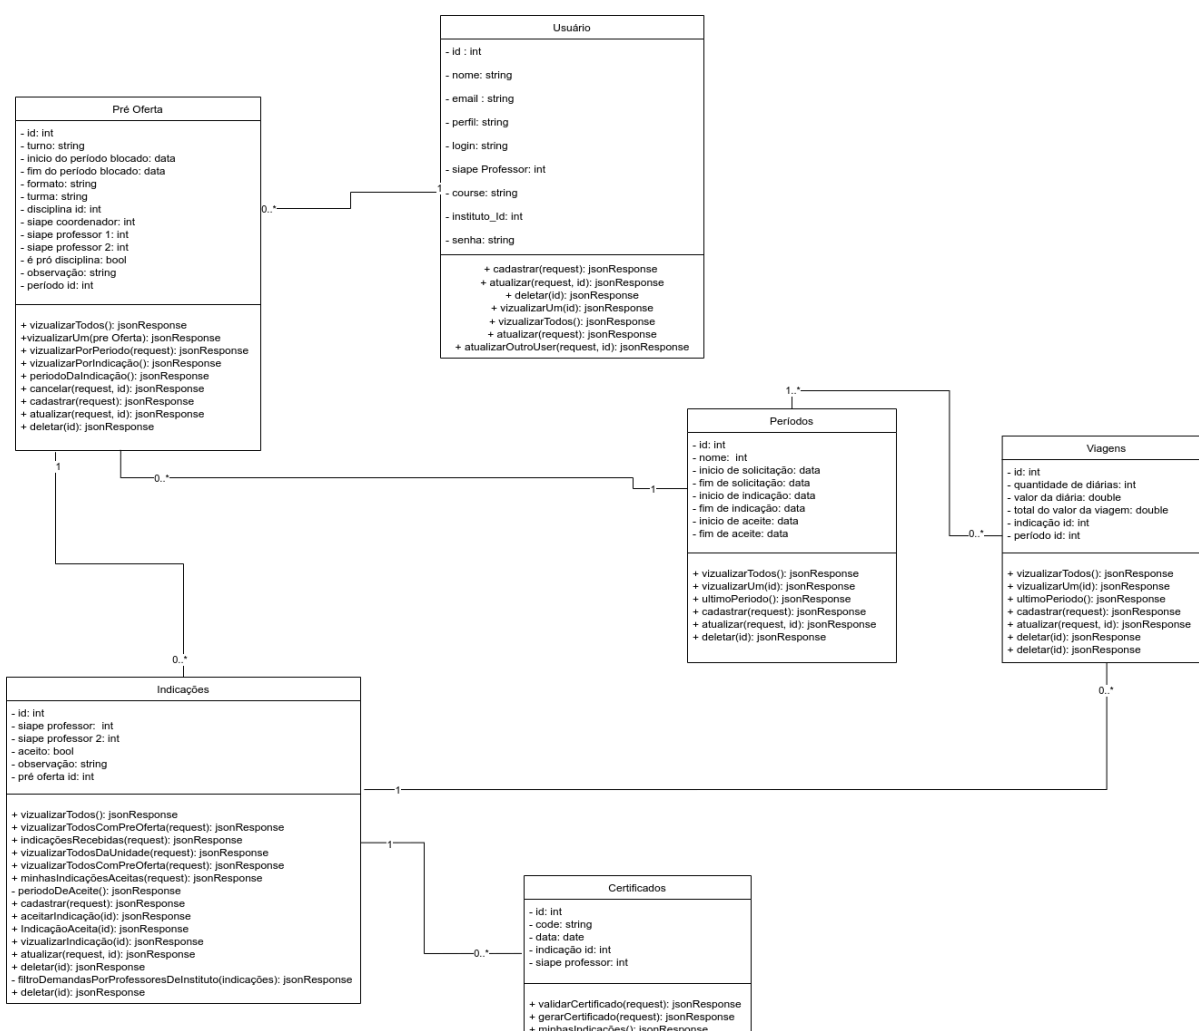 Usuário
- id : int
- nome: string
- email : string
- perfil: string
- login: string
- siape Professor: int
- course: string
- instituto_Id: int
- senha: string
+ cadastrar(request): jsonResponse
+ atualizar(request, id): jsonResponse
+ deletar(id): jsonResponse
+ vizualizarUm(id): jsonResponse
+ vizualizarTodos(): jsonResponse
+ atualizar(request): jsonResponse
+ atualizarOutroUser(request, id): jsonResponse
Pré Oferta
- id: int
- turno: string
- inicio do período blocado: data
- fim do período blocado: data
- formato: string
- turma: string
- disciplina id: int
- siape coordenador: int
- siape professor 1: int
- siape professor 2: int
- é pró disciplina: bool
- observação: string
- período id: int
+ vizualizarTodos(): jsonResponse
+vizualizarUm(pre Oferta): jsonResponse
+ vizualizarPorPeriodo(request): jsonResponse
+ vizualizarPorIndicação(): jsonResponse
+ periodoDaIndicação(): jsonResponse
+ cancelar(request, id): jsonResponse
+ cadastrar(request): jsonResponse
+ atualizar(request, id): jsonResponse
+ deletar(id): jsonResponse
0..*
1
1
0..*
1
0..*
1..*
0..*
Períodos
- id: int
- nome:  int
- inicio de solicitação: data
- fim de solicitação: data
- inicio de indicação: data
- fim de indicação: data
- inicio de aceite: data
- fim de aceite: data
+ vizualizarTodos(): jsonResponse
+ vizualizarUm(id): jsonResponse
+ ultimoPeriodo(): jsonResponse
+ cadastrar(request): jsonResponse
+ atualizar(request, id): jsonResponse
+ deletar(id): jsonResponse
Viagens
- id: int
- quantidade de diárias: int
- valor da diária: double
- total do valor da viagem: double
- indicação id: int
- período id: int
+ vizualizarTodos(): jsonResponse
+ vizualizarUm(id): jsonResponse
+ ultimoPeriodo(): jsonResponse
+ cadastrar(request): jsonResponse
+ atualizar(request, id): jsonResponse
+ deletar(id): jsonResponse
+ deletar(id): jsonResponse
0..*
1
Indicações
- id: int
- siape professor:  int
- siape professor 2: int
- aceito: bool
- observação: string
- pré oferta id: int
+ vizualizarTodos(): jsonResponse
+ vizualizarTodosComPreOferta(request): jsonResponse
+ indicaçõesRecebidas(request): jsonResponse
+ vizualizarTodosDaUnidade(request): jsonResponse
+ vizualizarTodosComPreOferta(request): jsonResponse
+ minhasIndicaçõesAceitas(request): jsonResponse
- periodoDeAceite(): jsonResponse
+ cadastrar(request): jsonResponse
+ aceitarIndicação(id): jsonResponse
+ IndicaçãoAceita(id): jsonResponse
+ vizualizarIndicação(id): jsonResponse
+ atualizar(request, id): jsonResponse
+ deletar(id): jsonResponse
- filtroDemandasPorProfessoresDeInstituto(indicações): jsonResponse
+ deletar(id): jsonResponse
1
0..*
Certificados
- id: int
- code: string
- data: date
- indicação id: int
- siape professor: int
+ validarCertificado(request): jsonResponse
+ gerarCertificado(request): jsonResponse
+ minhasIndicações(): jsonResponse